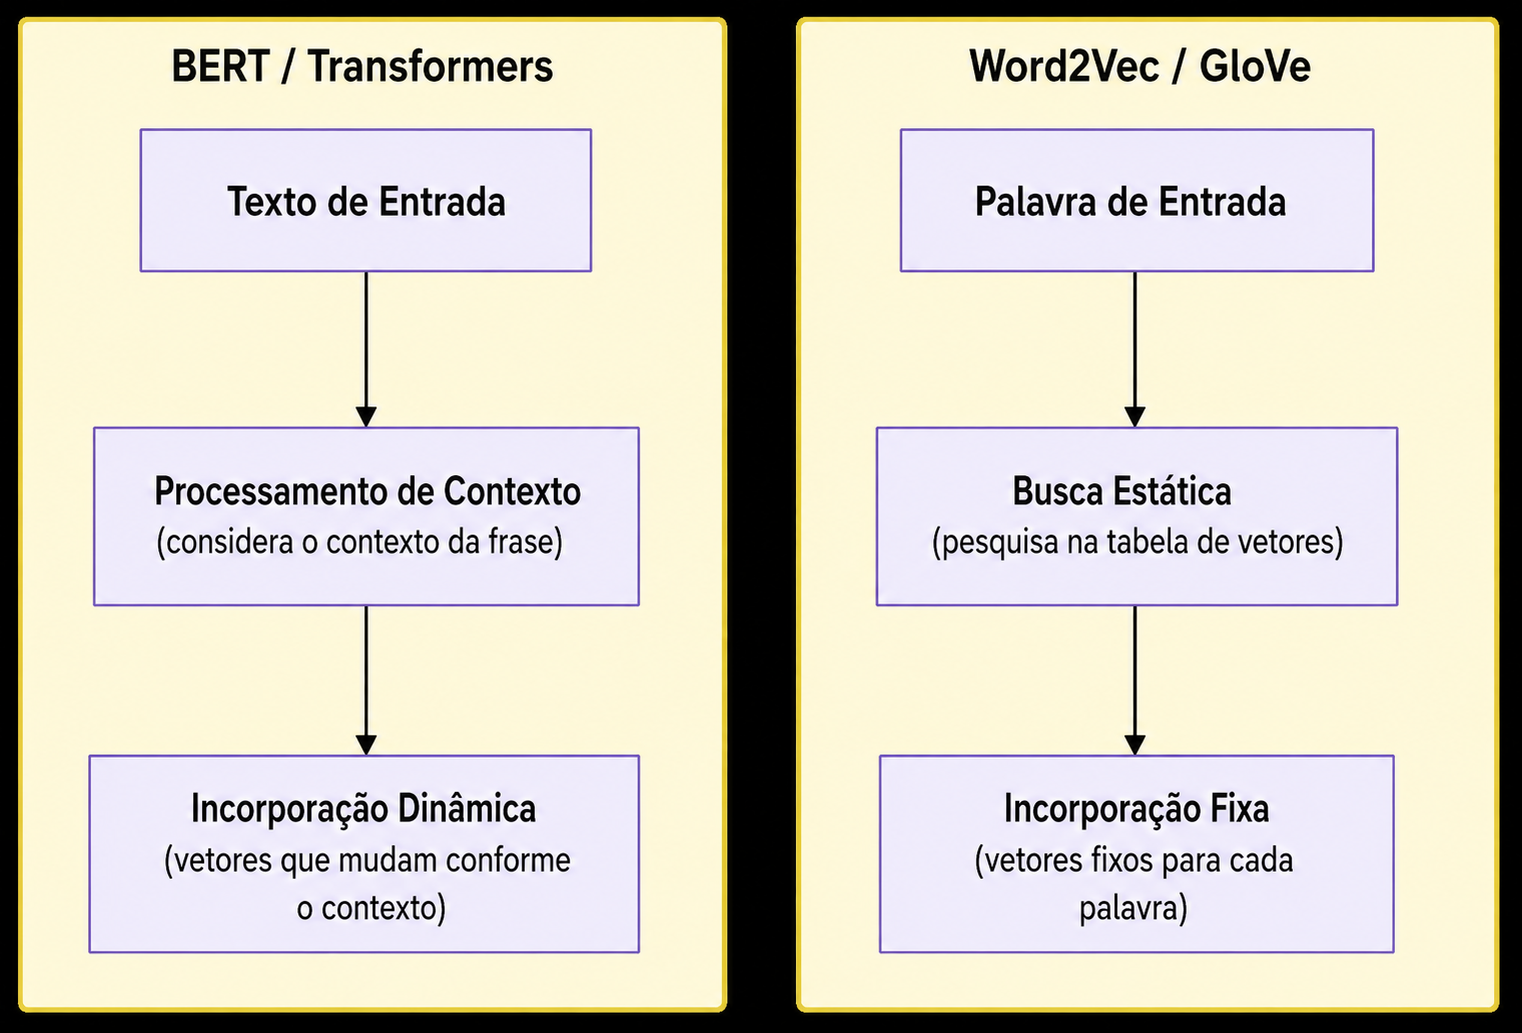 BERT / Transformers
Texto de Entrada
Processamento de Contexto
(considera o contexto da frase)
Incorporação Dinâmica
(vetores que mudam conforme
o contexto)
Word2Vec / GloVe
Palavra de Entrada
Busca Estática
(pesquisa na tabela de vetores)
Incorporação Fixa
(vetores fixos para cada
palavra)